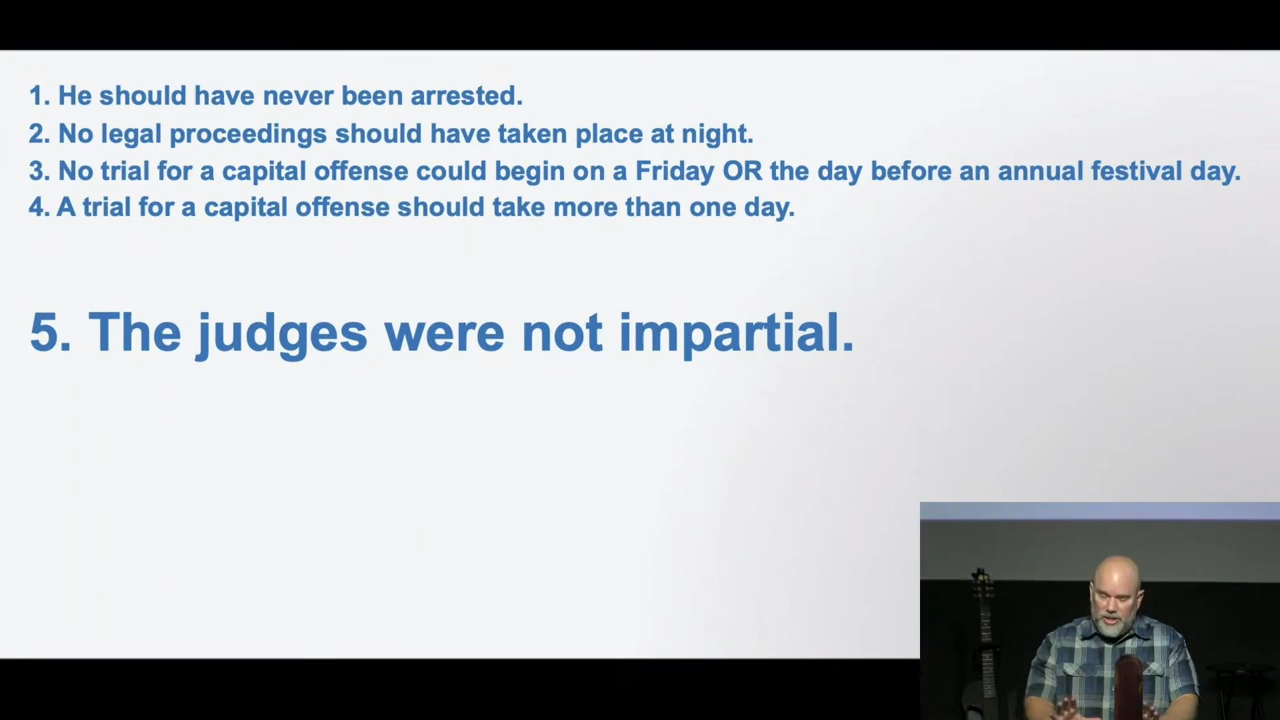 1. He should have never been arrested.
2. No legal proceedings should have taken place at night.
3. No trial for a capital offense could begin on a Friday OR the day before an annual festival day.
4. A trial for a capital offense should take more than one day.
5. The judges were not impartial.